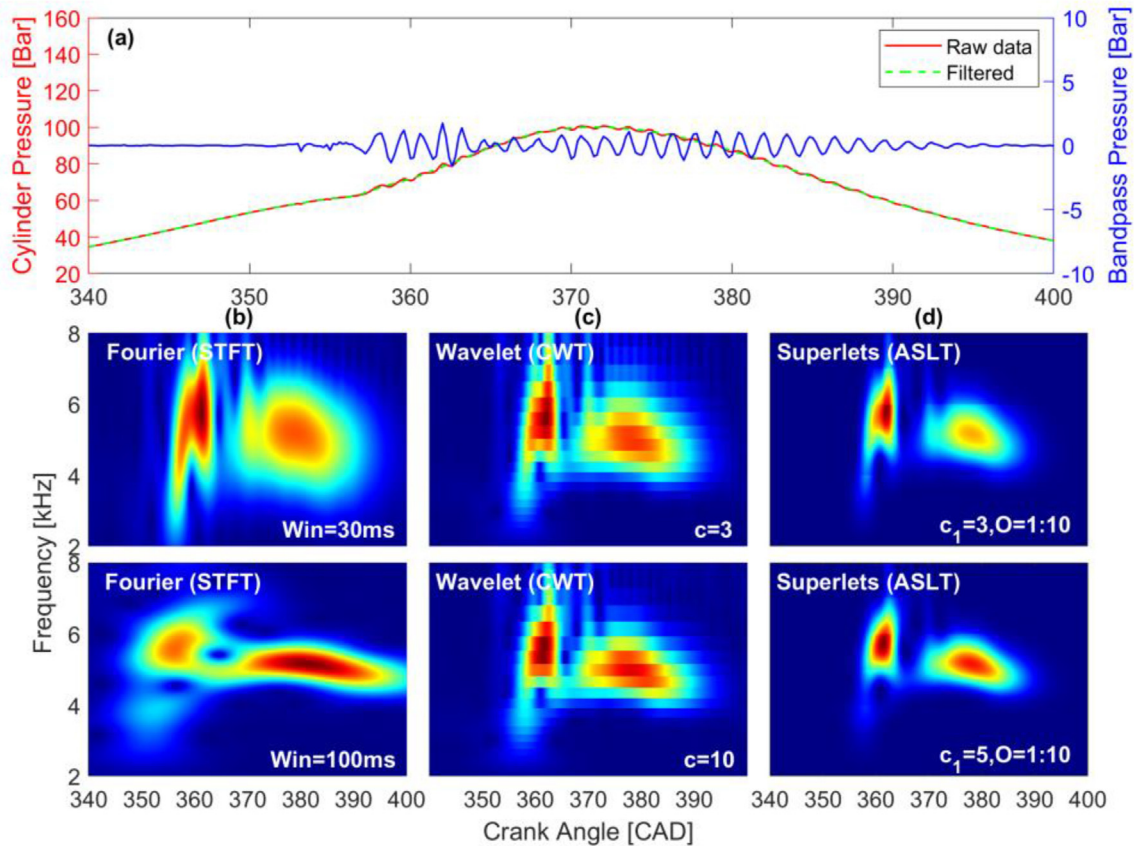 (a)
Raw data
Filtered
Cylinder Pressure [Bar]
160
140
120
100
80
60
40
20
Bandpass Pressure [Bar]
10
5
0
-5
-10
340 350 360 370 380 390 400
(b) (c) (d)
Frequency [kHz]
8
6
4
2
Fourier (STFT)
Win=30ms
Wavelet (CWT)
c=3
Superlets (ASLT)
c1=3,O=1:10
8
6
4
2
Fourier (STFT)
Win=100ms
Wavelet (CWT)
c=10
Superlets (ASLT)
c1=5,O=1:10
340 350 360 370 380 390 400
350 360 370 380 390
340 350 360 370 380 390 400
Crank Angle [CAD]